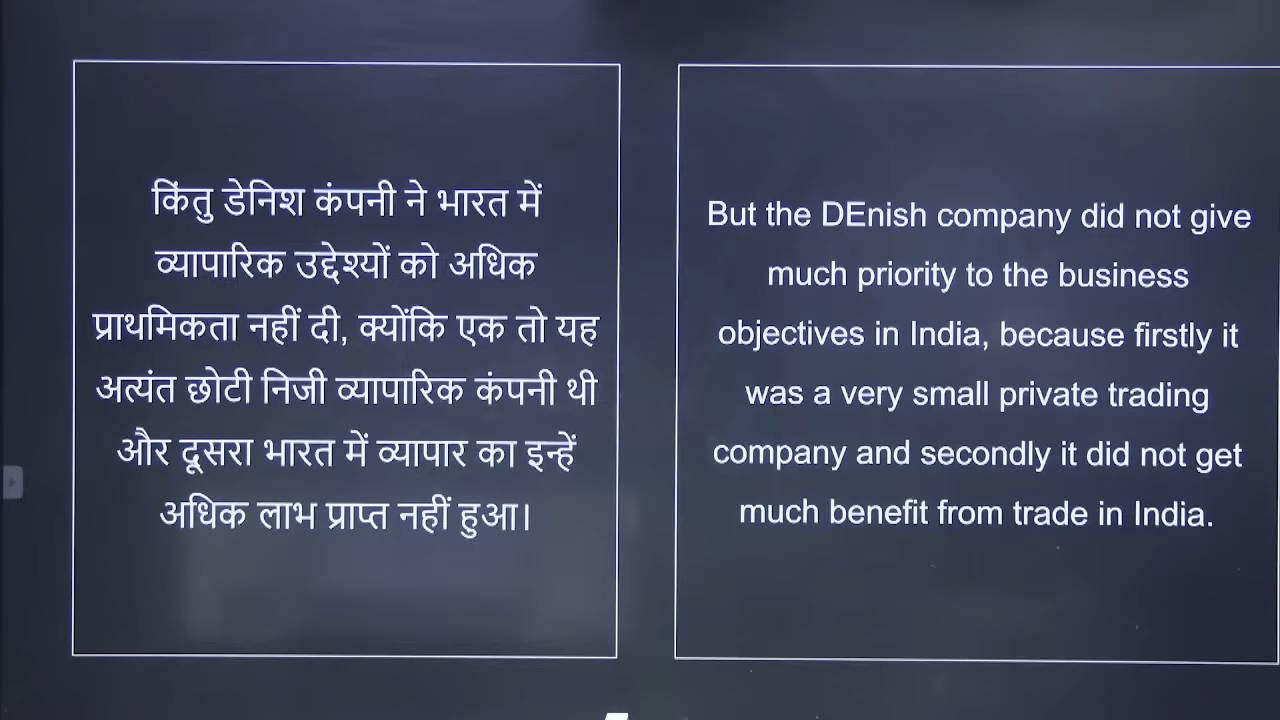 किंतु डेनिश कंपनी ने भारत में
व्यापारिक उद्देश्यों को अधिक
प्राथमिकता नहीं दी, क्योंकि एक तो यह
अत्यंत छोटी निजी व्यापारिक कंपनी थी
और दूसरा भारत में व्यापार का इन्हें
अधिक लाभ प्राप्त नहीं हुआ।
But the DEnish company did not give
much priority to the business
objectives in India, because firstly it
was a very small private trading
company and secondly it did not get
much benefit from trade in India.